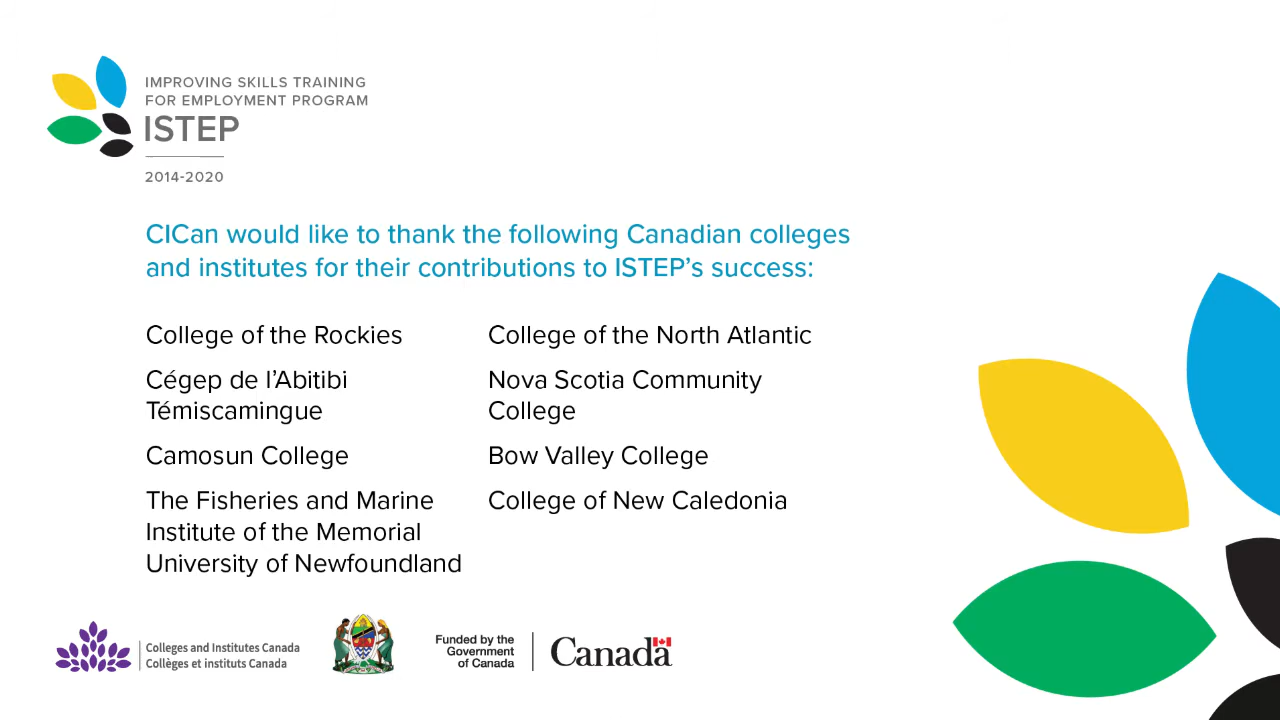 IMPROVING SKILLS TRAINING
FOR EMPLOYMENT PROGRAM
ISTEP
2014-2020
CICan would like to thank the following Canadian colleges
and institutes for their contributions to ISTEP’s success:
College of the Rockies
Cégep de l’Abitibi
Témiscamingue
Camosun College
The Fisheries and Marine
Institute of the Memorial
University of Newfoundland
College of the North Atlantic
Nova Scotia Community
College
Bow Valley College
College of New Caledonia
Colleges and Institutes Canada
Collèges et instituts Canada
Funded by the
Government
of Canada
Canada